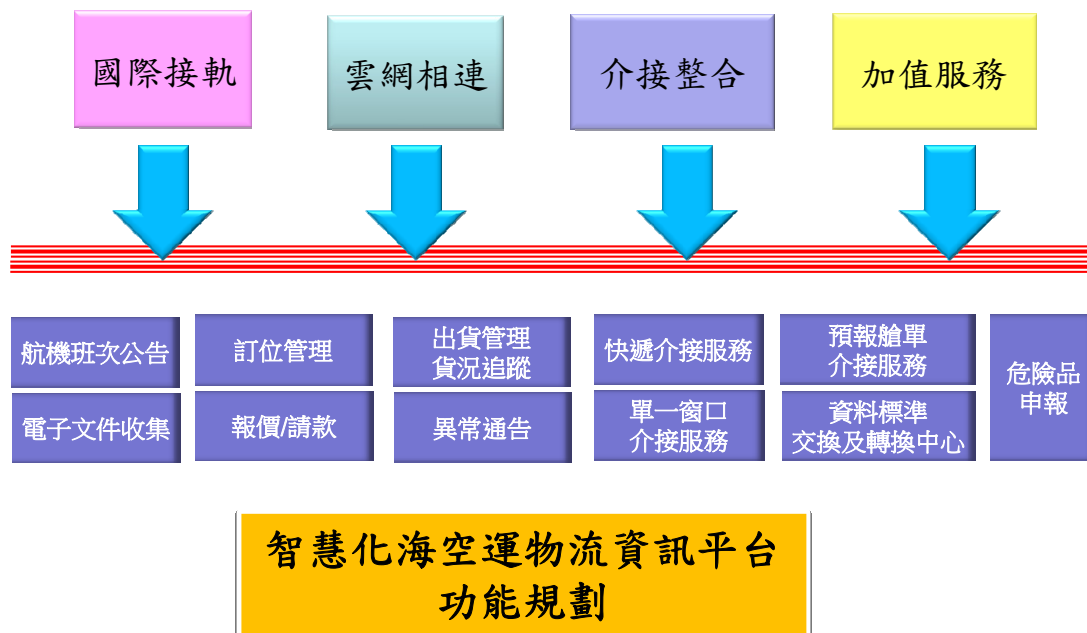 國際接軌
雲網相連
介接整合
加值服務
航機班次公告
訂位管理
出貨管理
貨況追蹤
快遞介接服務
預報艙單
介接服務
危險品
申報
電子文件收集
報價/請款
異常通告
單一窗口
介接服務
資料標準
交換及轉換中心
智慧化海空運物流資訊平台
功能規劃